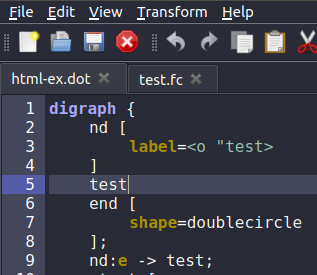 File Edit View Transform Help
html-ex.dot test.fc
1 digraph {
2 nd [
3 label=<o "test>
4 ]
5 test
6 end [
7 shape=doublecircle
8 ];
9 nd:e -> test;